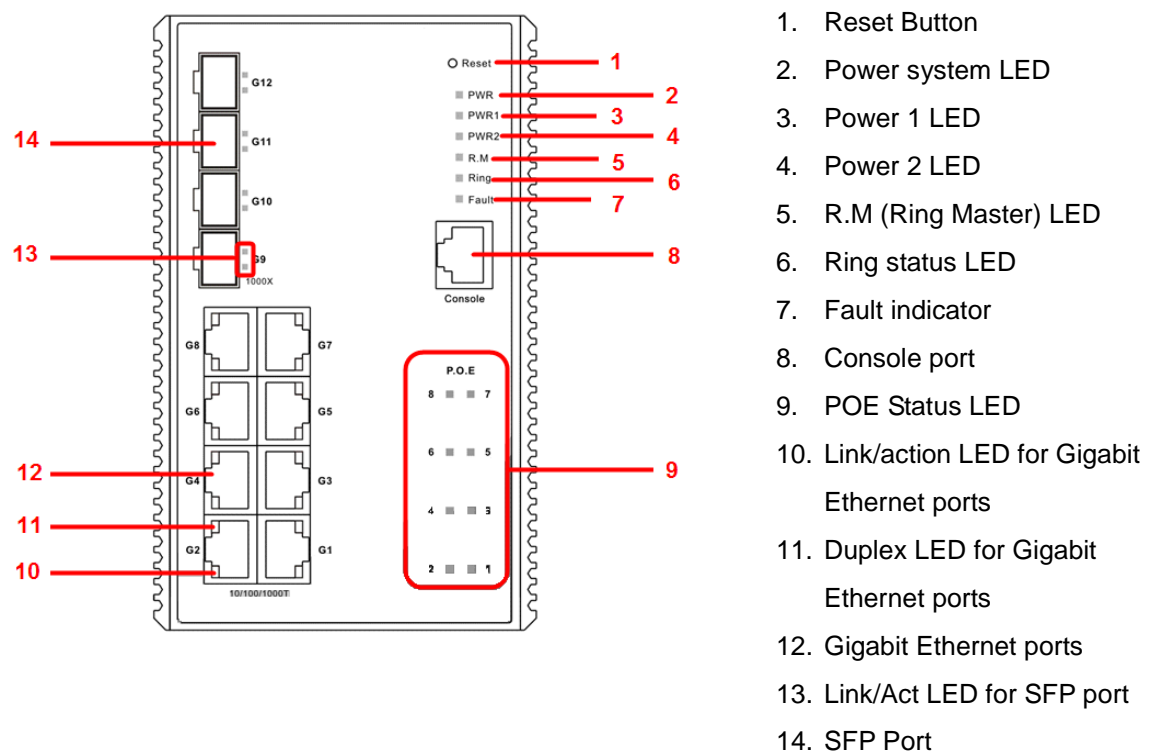 G12
G11
G10
G9
1000X
14
13
Reset
PWR
PWR1
PWR2
R.M
Ring
Fault
1
2
3
4
5
6
7
Console
8
G8
G7
G6
G5
G4
G3
G2
G1
10/100/1000T
12
11
10
P.O.E
8 7
6 5
4 3
2 1
9
1. Reset Button
2. Power system LED
3. Power 1 LED
4. Power 2 LED
5. R.M (Ring Master) LED
6. Ring status LED
7. Fault indicator
8. Console port
9. POE Status LED
10. Link/action LED for Gigabit
Ethernet ports
11. Duplex LED for Gigabit
Ethernet ports
12. Gigabit Ethernet ports
13. Link/Act LED for SFP port
14. SFP Port